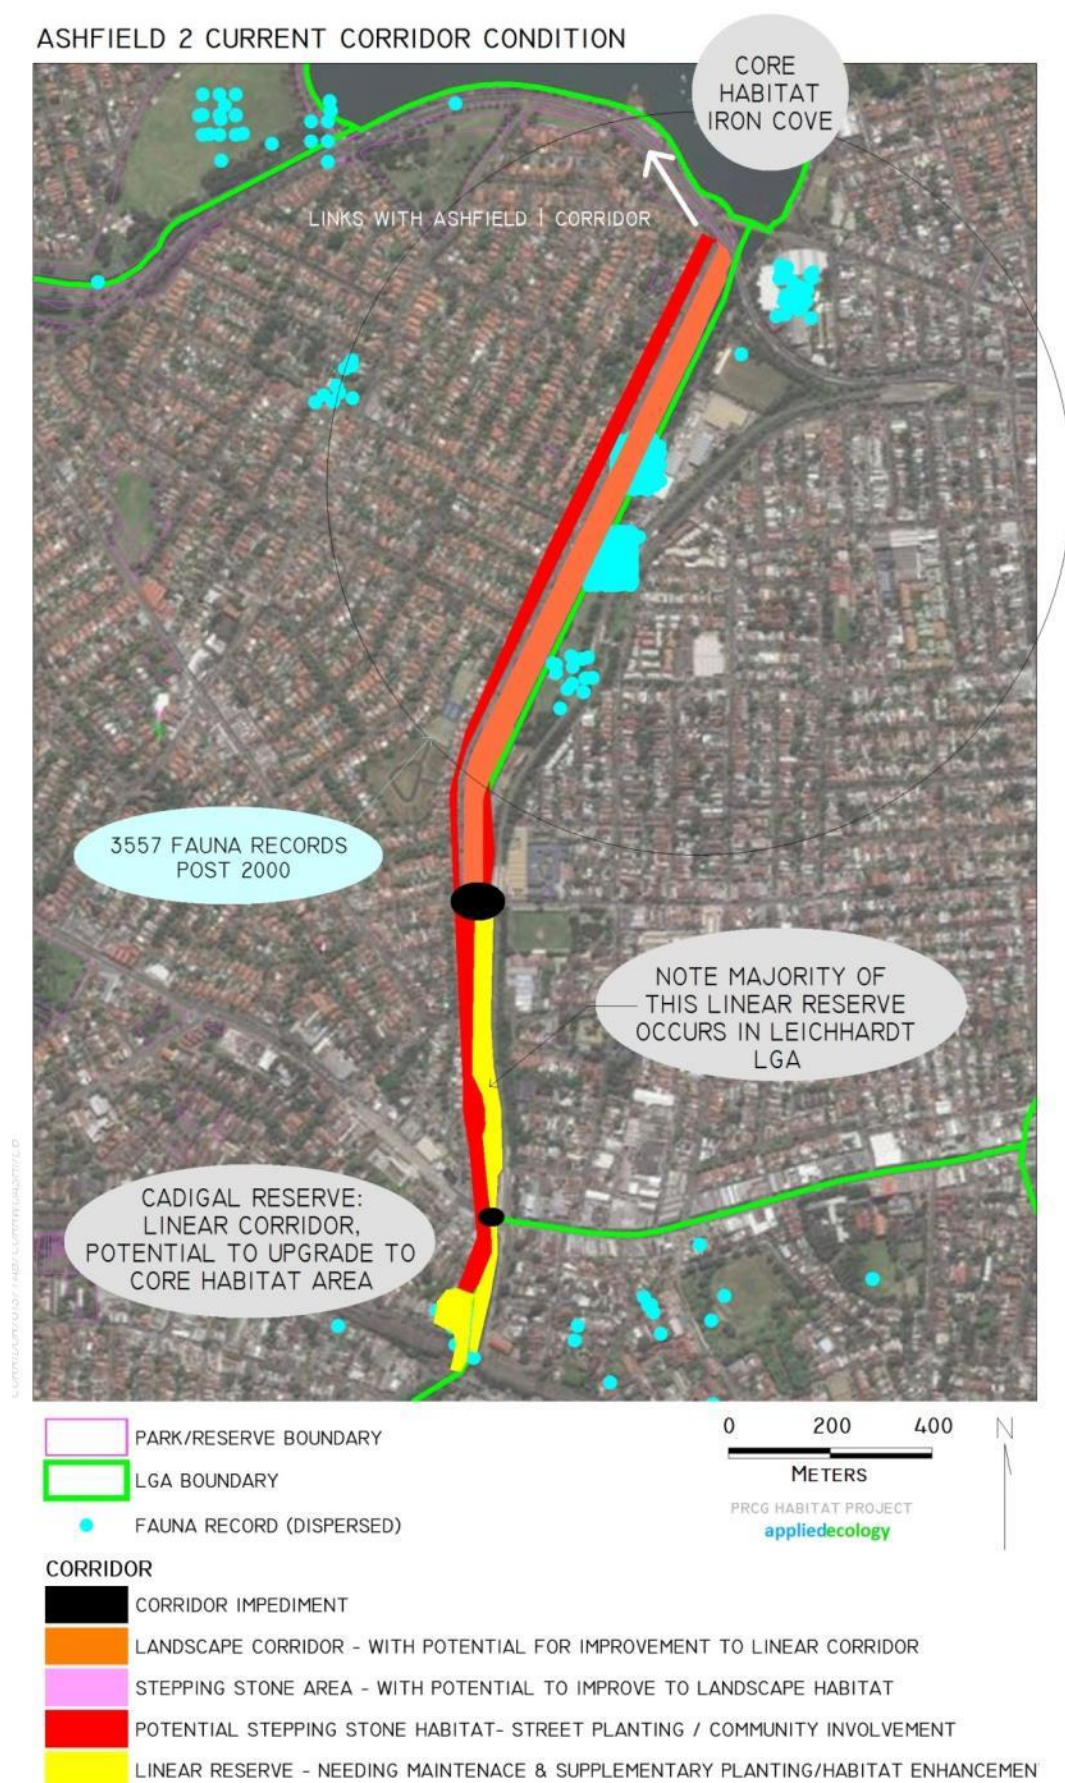 ASHFIELD 2 CURRENT CORRIDOR CONDITION
CORE
HABITAT
IRON COVE
LINKS WITH ASHFIELD 1 CORRIDOR
3557 FAUNA RECORDS
POST 2000
NOTE MAJORITY OF
THIS LINEAR RESERVE
OCCURS IN LEICHHARDT
LGA
CADIGAL RESERVE:
LINEAR CORRIDOR,
POTENTIAL TO UPGRADE TO
CORE HABITAT AREA
PARK/RESERVE BOUNDARY
LGA BOUNDARY
FAUNA RECORD (DISPERSED)
0 200 400
METERS
N
PRCG HABITAT PROJECT
appliedecology
CORRIDOR
CORRIDOR IMPEDIMENT
LANDSCAPE CORRIDOR - WITH POTENTIAL FOR IMPROVEMENT TO LINEAR CORRIDOR
STEPPING STONE AREA - WITH POTENTIAL TO IMPROVE TO LANDSCAPE HABITAT
POTENTIAL STEPPING STONE HABITAT- STREET PLANTING / COMMUNITY INVOLVEMENT
LINEAR RESERVE - NEEDING MAINTENACE & SUPPLEMENTARY PLANTING/HABITAT ENHANCEMEN